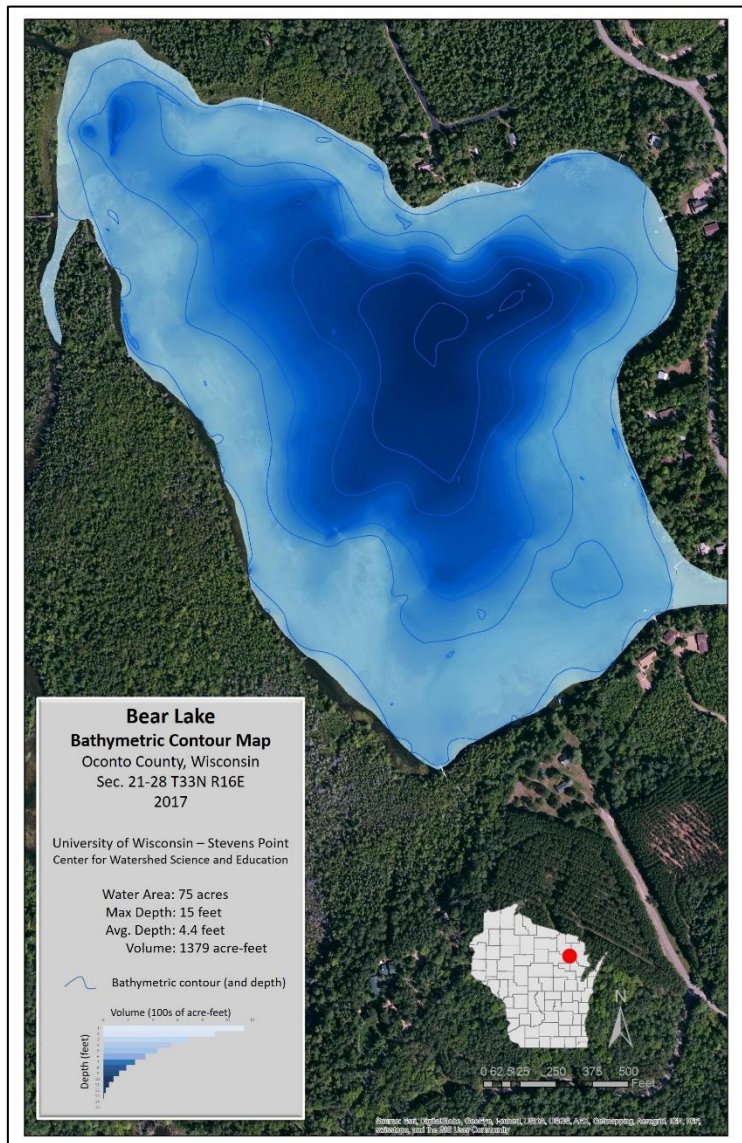 Bear Lake
Bathymetric Contour Map
Oconto County, Wisconsin
Sec. 21-28 T33N R16E
2017
University of Wisconsin – Stevens Point
Center for Watershed Science and Education
Water Area: 75 acres
Max Depth: 15 feet
Avg. Depth: 4.4 feet
Volume: 1379 acre-feet
Bathymetric contour (and depth)
Volume (100s of acre-feet)
Depth (feet)
N
0 62.5125 250 375 500
Feet